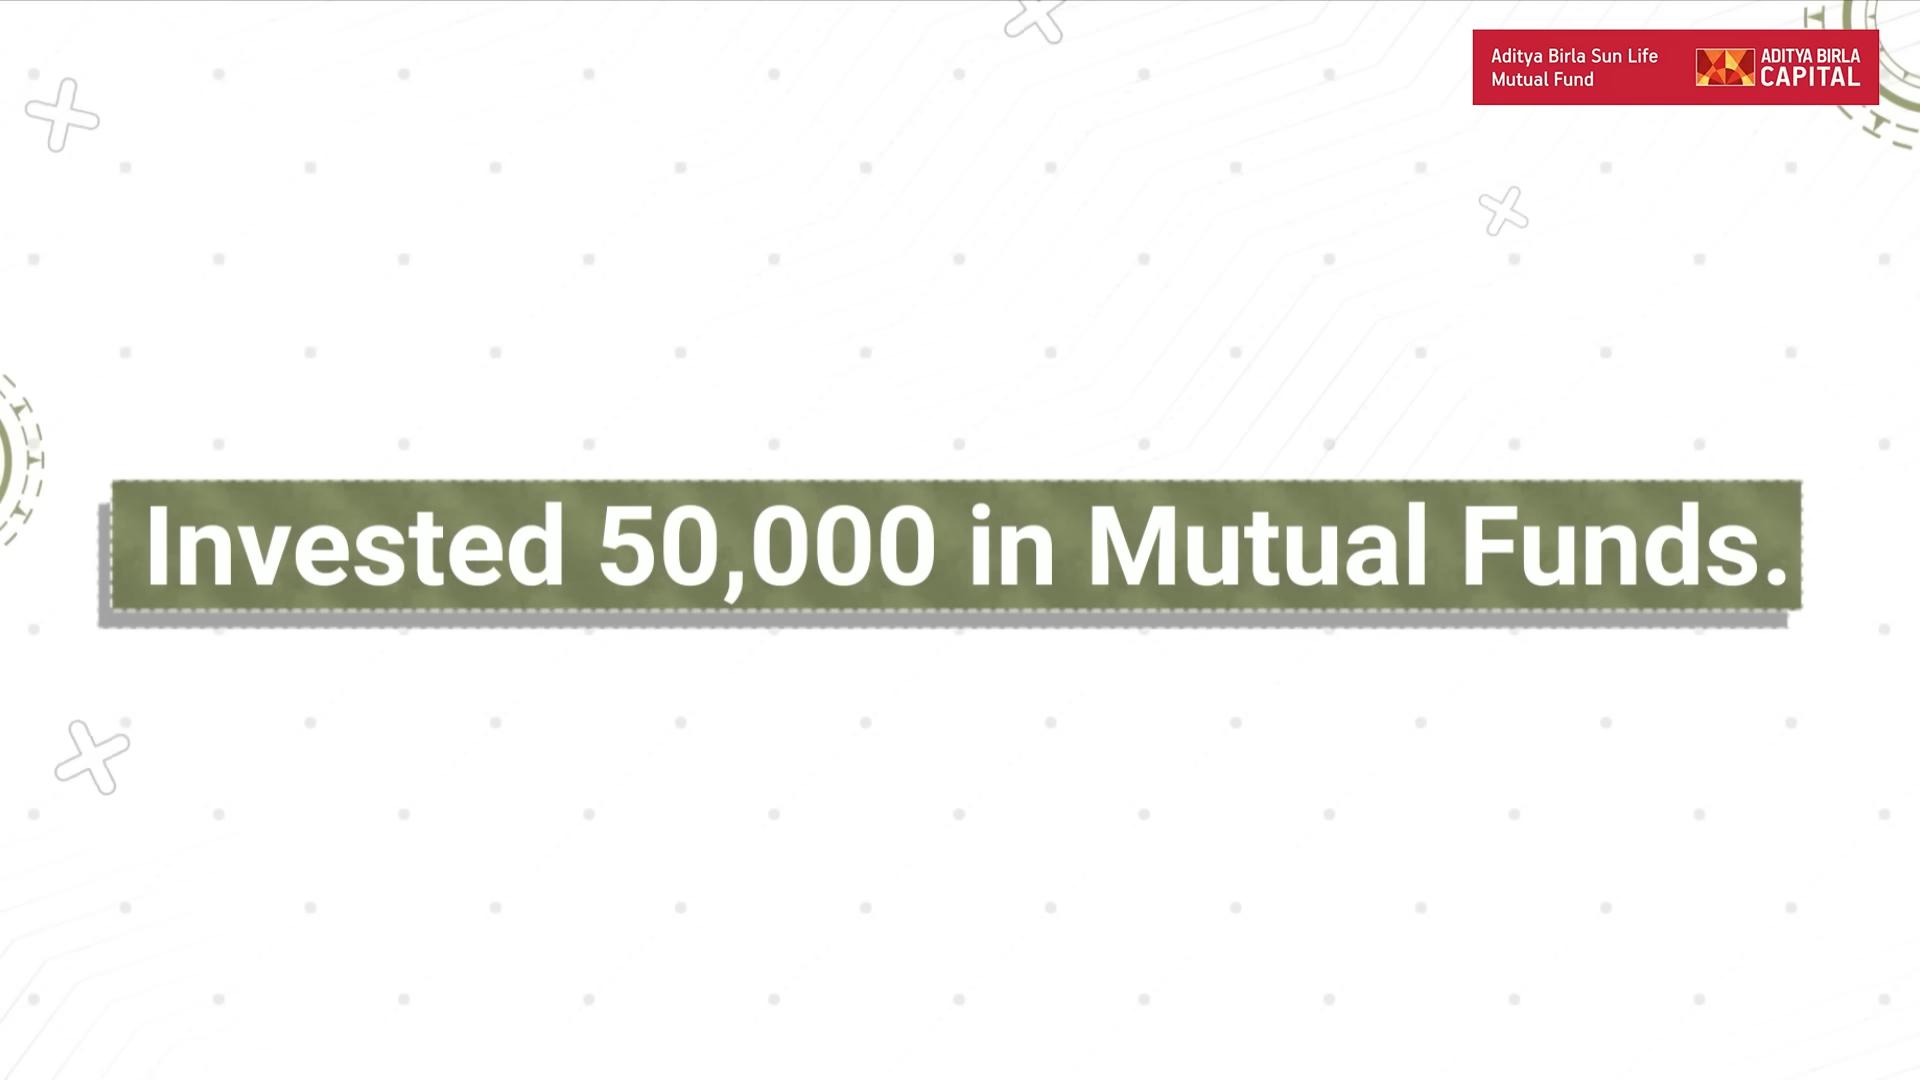 Aditya Birla Sun Life
Mutual Fund
ADITYA BIRLA
CAPITAL
Invested 50,000 in Mutual Funds.